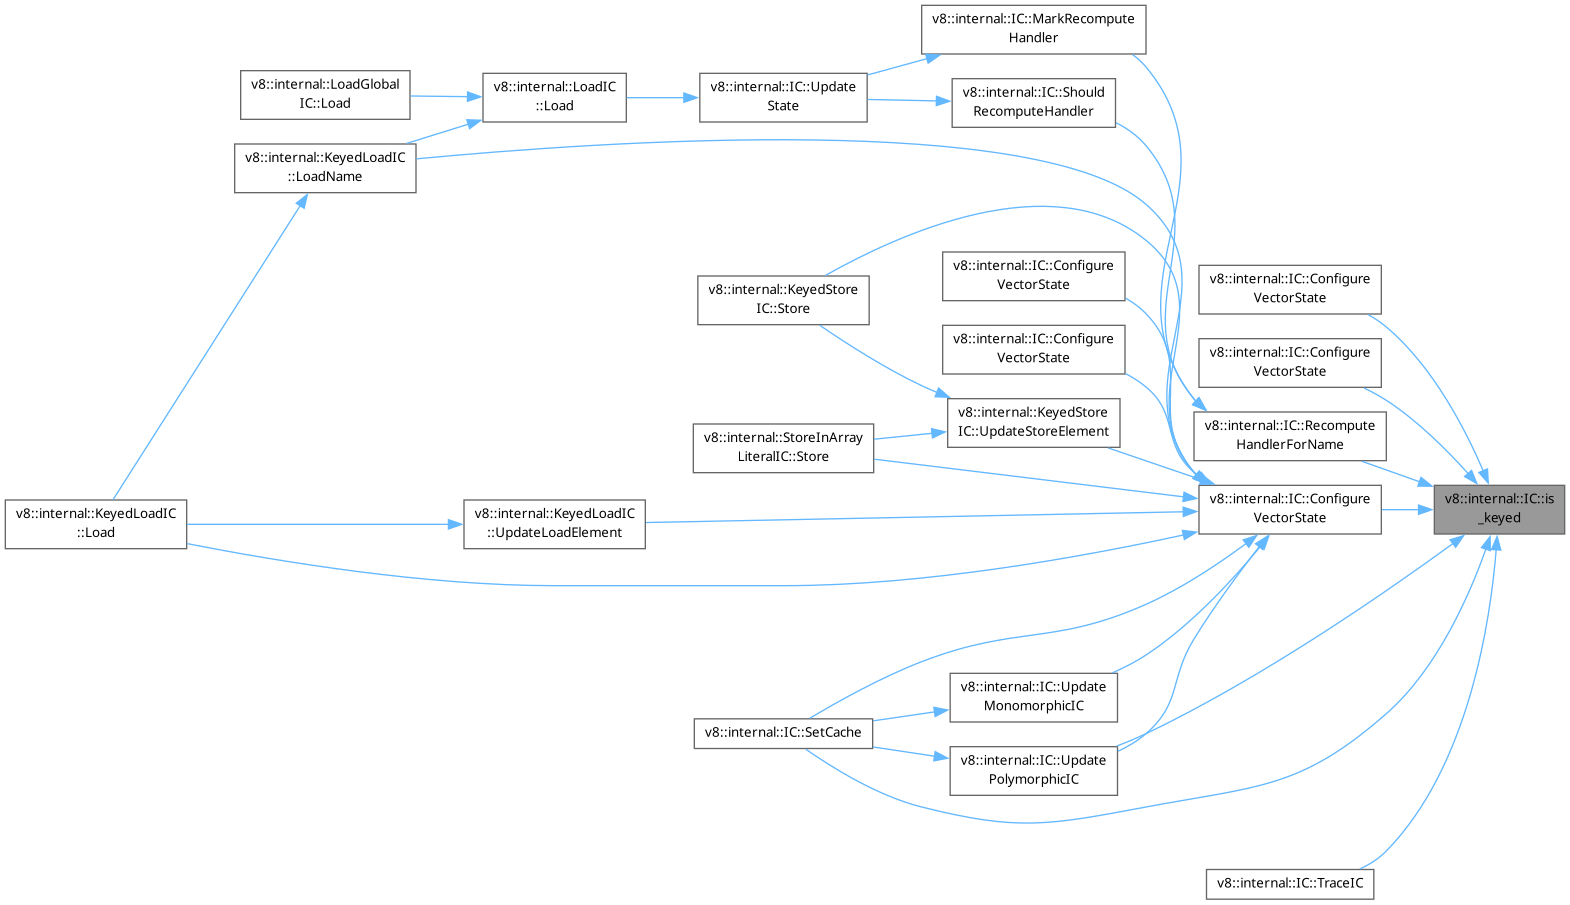 v8::internal::IC::MarkRecompute
Handler
v8::internal::LoadGlobal
IC::Load
v8::internal::LoadIC
::Load
v8::internal::IC::Update
State
v8::internal::IC::Should
RecomputeHandler
v8::internal::KeyedLoadIC
::LoadName
v8::internal::IC::Configure
VectorState
v8::internal::IC::Configure
VectorState
v8::internal::KeyedStore
IC::Store
v8::internal::IC::Configure
VectorState
v8::internal::IC::Configure
VectorState
v8::internal::KeyedStore
IC::UpdateStoreElement
v8::internal::IC::Recompute
HandlerForName
v8::internal::StoreInArray
LiteralIC::Store
v8::internal::IC::Configure
VectorState
v8::internal::IC::is
_keyed
v8::internal::KeyedLoadIC
::Load
v8::internal::KeyedLoadIC
::UpdateLoadElement
v8::internal::IC::Update
MonomorphicIC
v8::internal::IC::SetCache
v8::internal::IC::Update
PolymorphicIC
v8::internal::IC::TraceIC